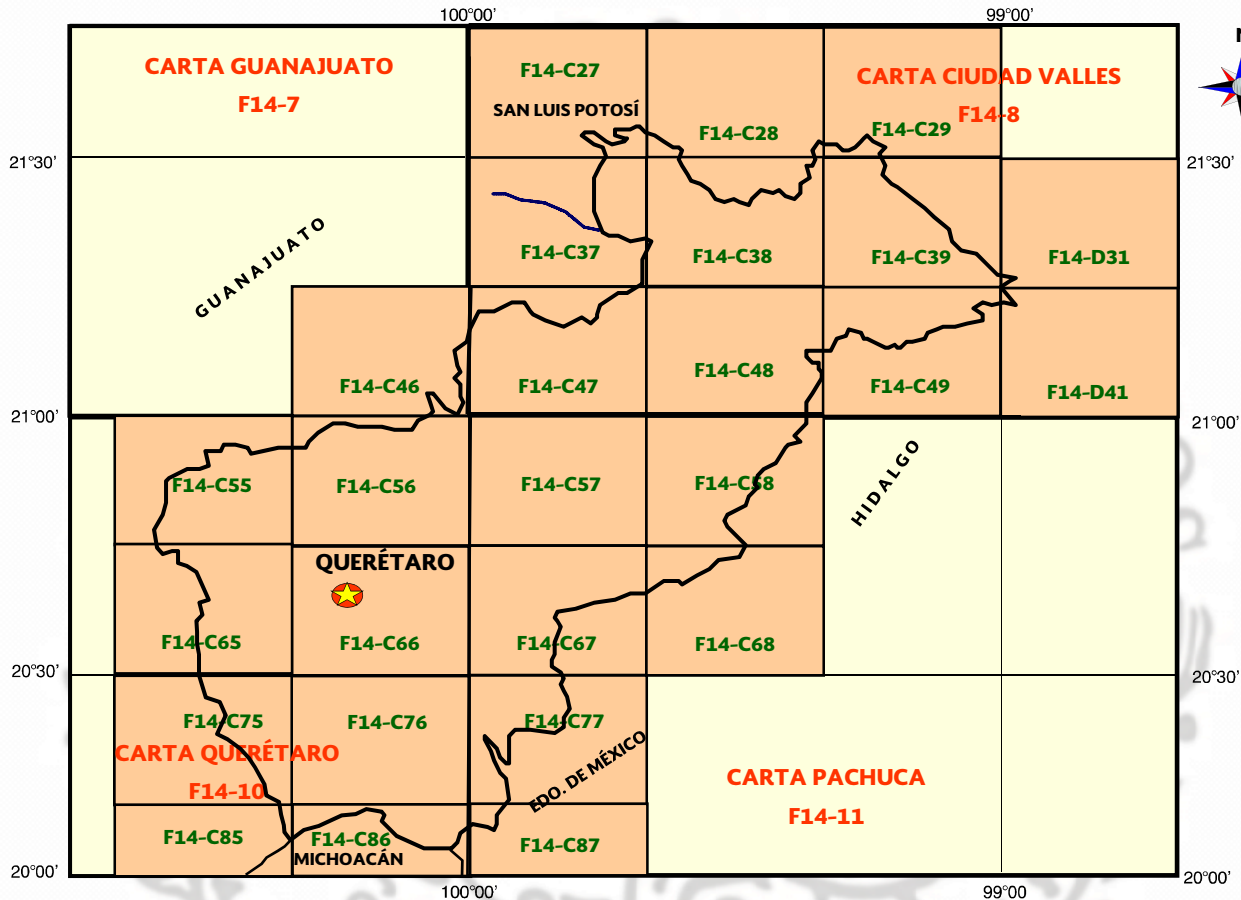 100°00'
99°00'
N
CARTA GUANAJUATO
F14-7
F14-C27
SAN LUIS POTOSÍ
CARTA CIUDAD VALLES
F14-8
F14-C28
F14-C29
21°30'
21°30'
GUANAJUATO
F14-C37
F14-C38
F14-C39
F14-D31
F14-C46
F14-C47
F14-C48
F14-C49
F14-D41
21°00'
21°00'
HIDALGO
F14-C55
F14-C56
F14-C57
F14-C58
QUERÉTARO
F14-C65
F14-C66
F14-C67
F14-C68
20°30'
20°30'
F14-C75
F14-C76
F14-C77
CARTA QUERÉTARO
F14-10
EDO. DE MÉXICO
CARTA PACHUCA
F14-11
F14-C85
F14-C86
F14-C87
MICHOACÁN
20°00'
20°00'
100°00'
99°00'